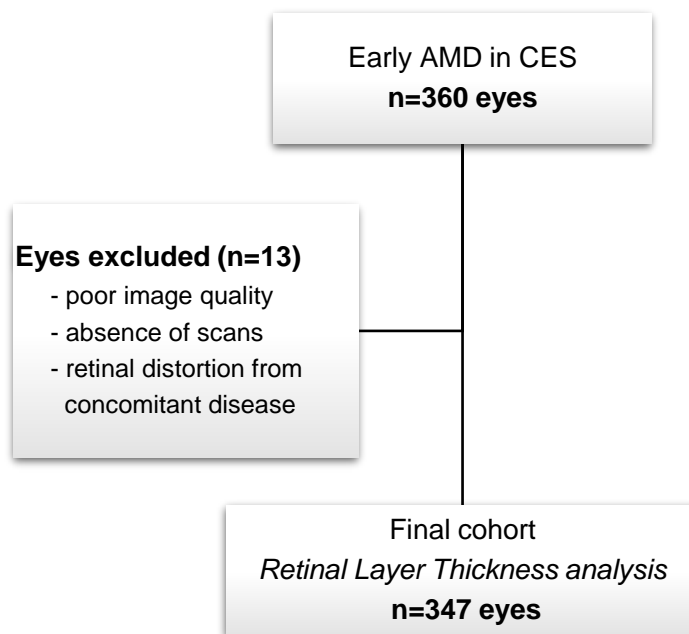 Early AMD in CES
n=360 eyes
Eyes excluded (n=13)
- poor image quality
- absence of scans
- retinal distortion from
concomitant disease
Final cohort
Retinal Layer Thickness analysis
n=347 eyes